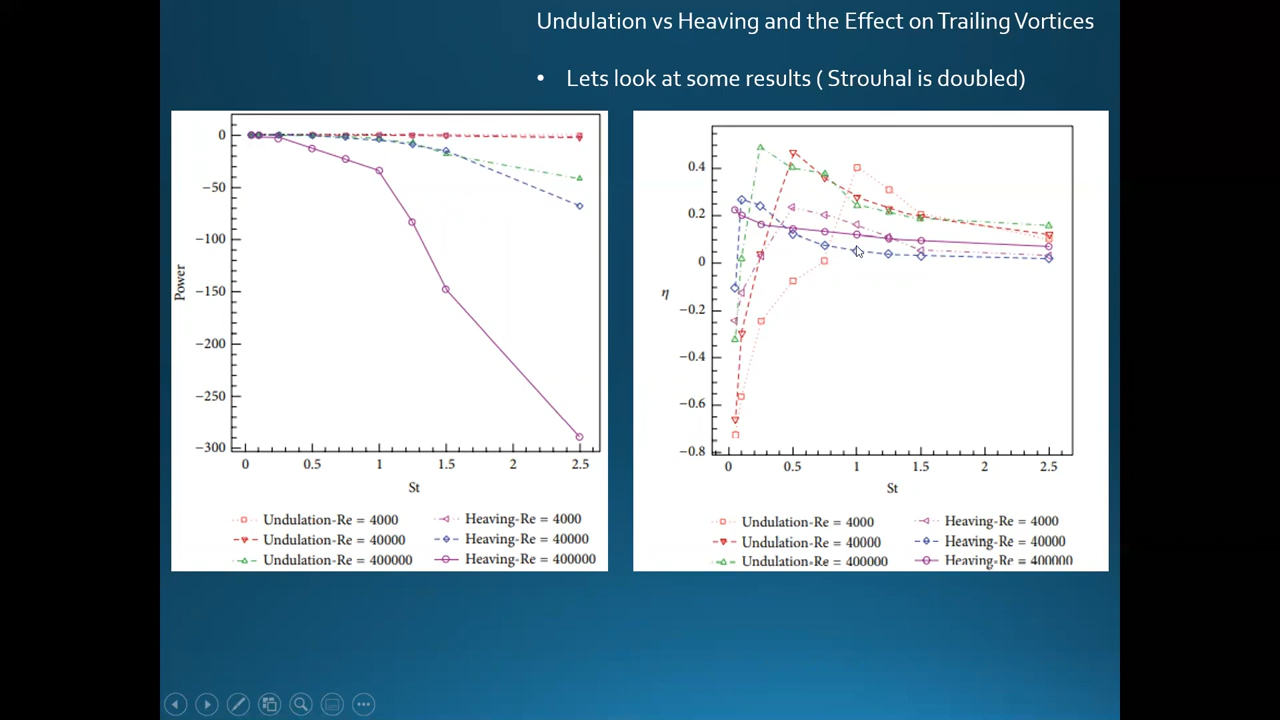 Undulation vs Heaving and the Effect on Trailing Vortices
• Lets look at some results ( Strouhal is doubled)
Power
0
−50
−100
−150
−200
−250
−300
0 0.5 1 1.5 2 2.5
St
Undulation-Re = 4000 Heaving-Re = 4000
Undulation-Re = 40000 Heaving-Re = 40000
Undulation-Re = 400000 Heaving-Re = 400000
η
0.4
0.2
0
−0.2
−0.4
−0.6
−0.8
0 0.5 1 1.5 2 2.5
St
Undulation-Re = 4000 Heaving-Re = 4000
Undulation-Re = 40000 Heaving-Re = 40000
Undulation-Re = 400000 Heaving-Re = 400000